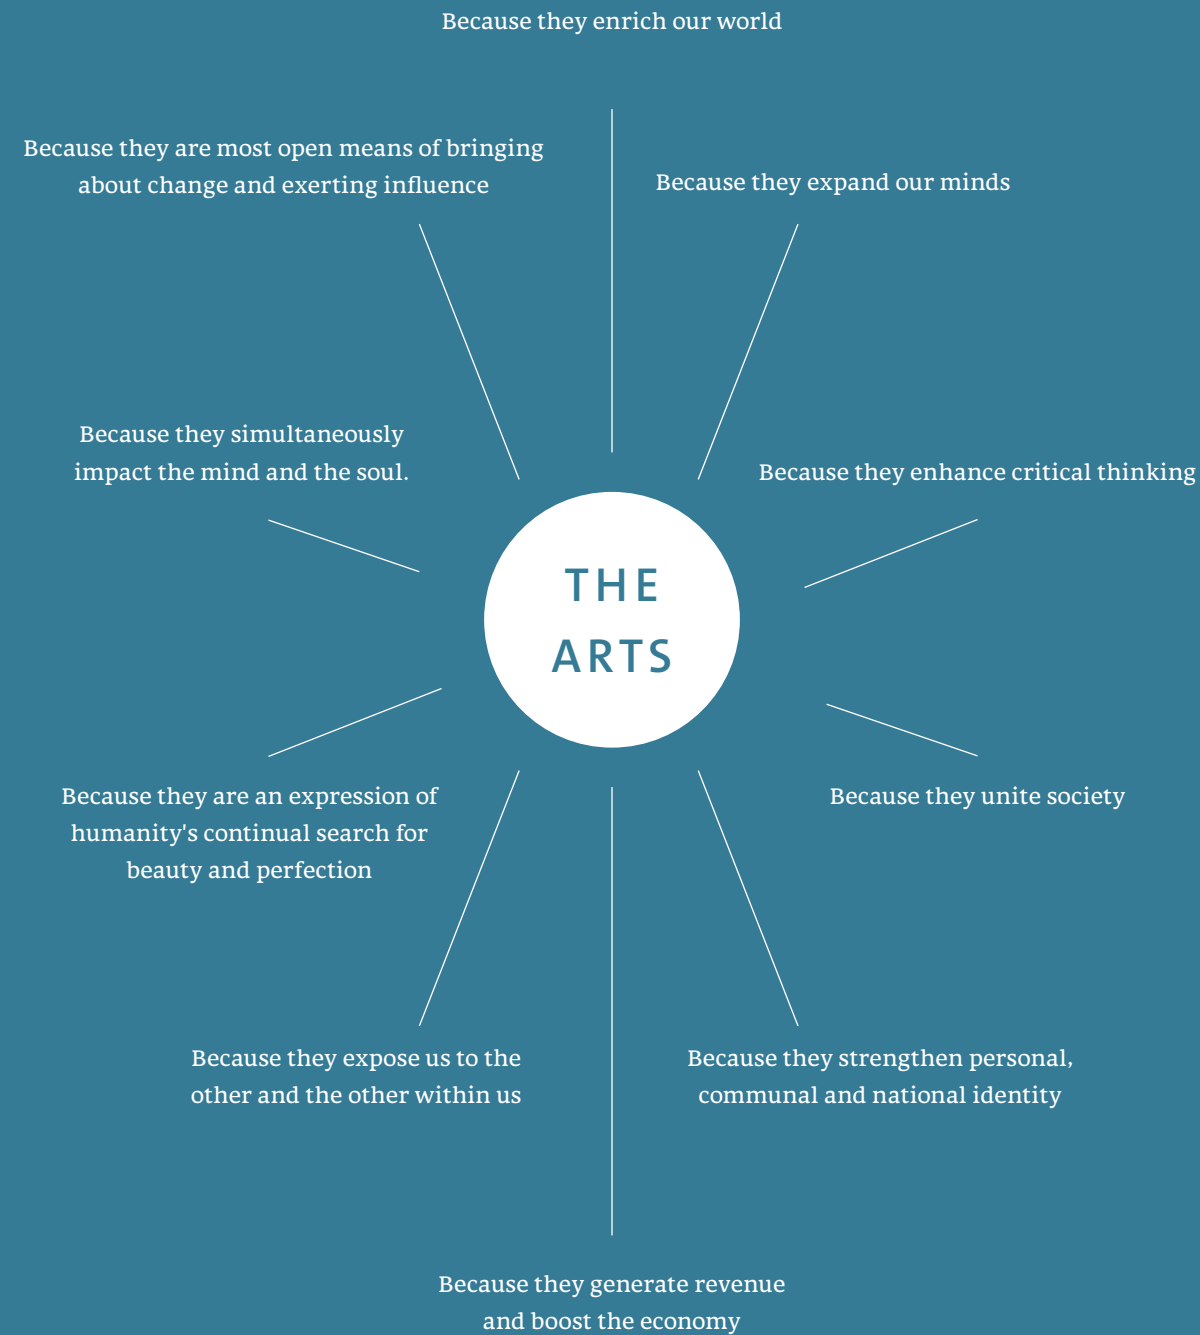 Because they enrich our world
Because they are most open means of bringing
about change and exerting influence
Because they expand our minds
Because they simultaneously
impact the mind and the soul.
Because they enhance critical thinking
THE
ARTS
Because they are an expression of
humanity's continual search for
beauty and perfection
Because they unite society
Because they expose us to the
other and the other within us
Because they strengthen personal,
communal and national identity
Because they generate revenue
and boost the economy